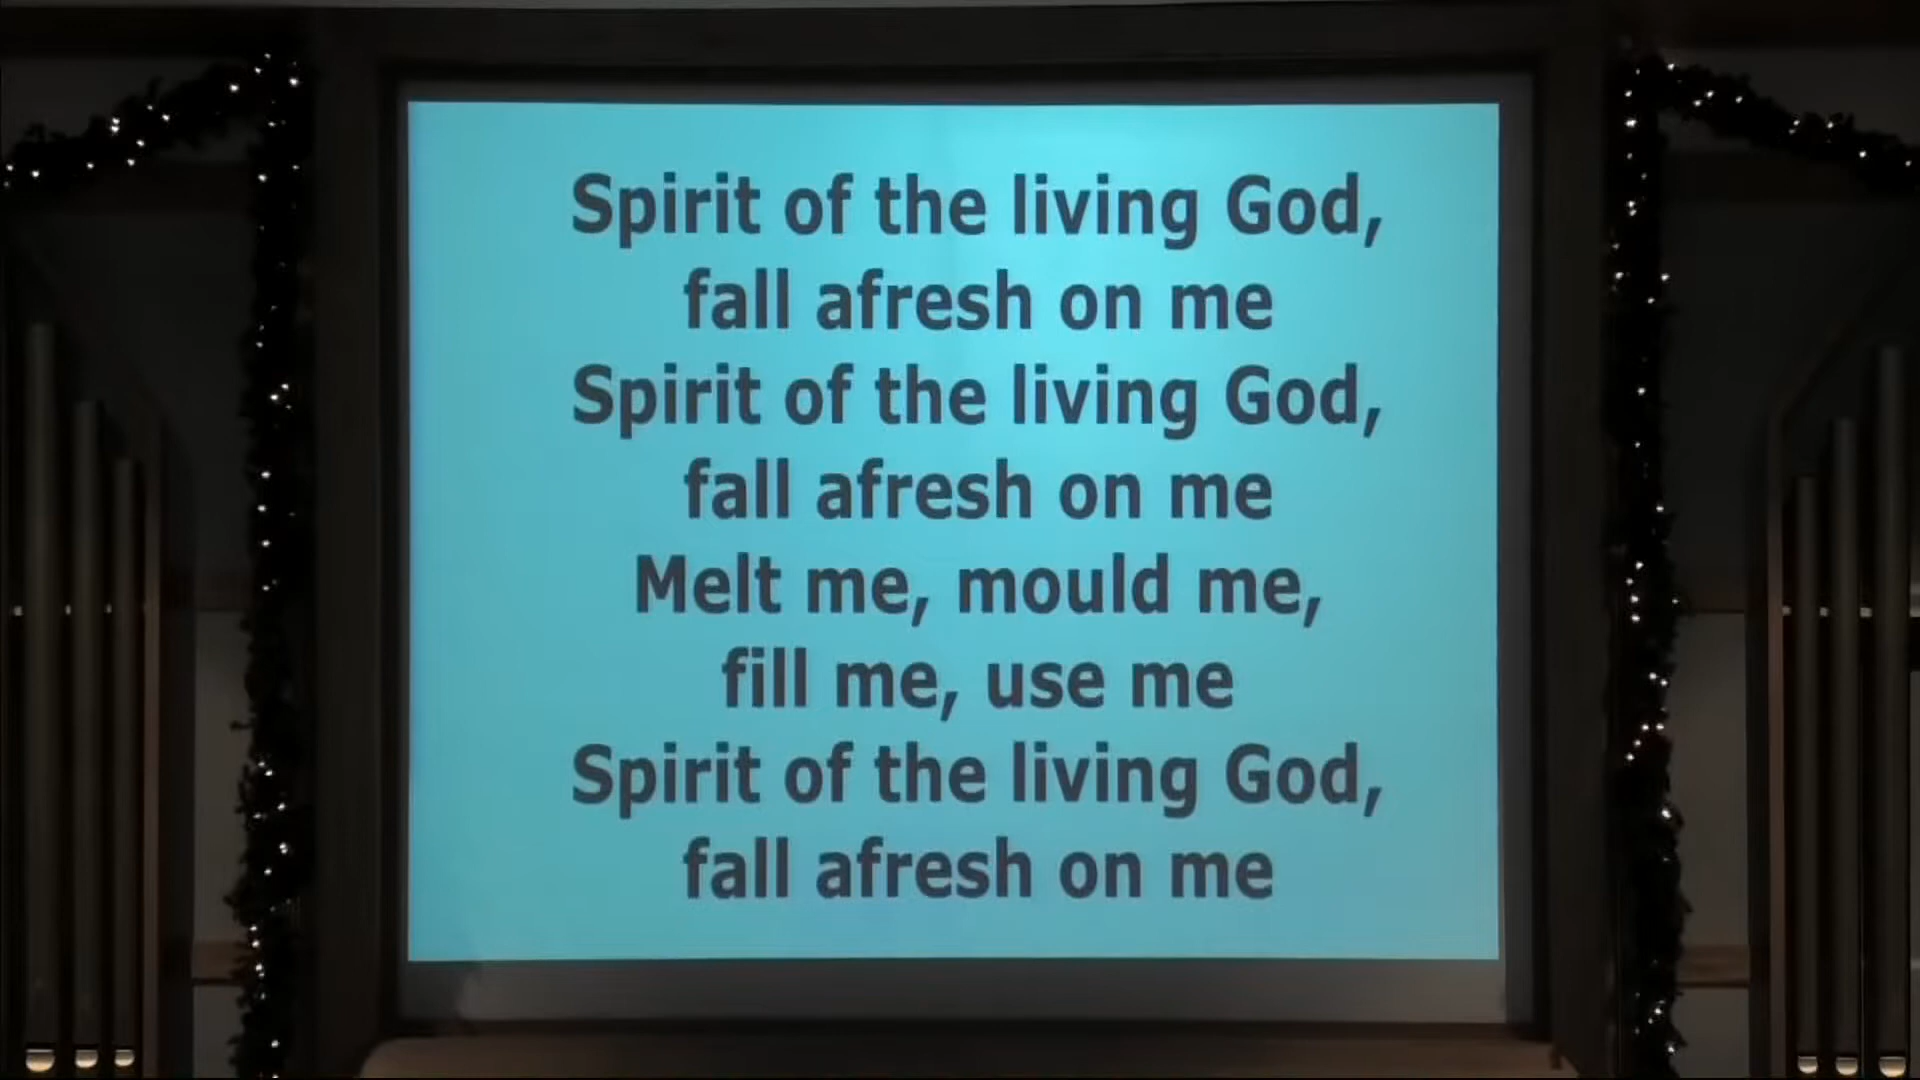 Spirit of the living God,
fall afresh on me
Spirit of the living God,
fall afresh on me
Melt me, mould me,
fill me, use me
Spirit of the living God,
fall afresh on me